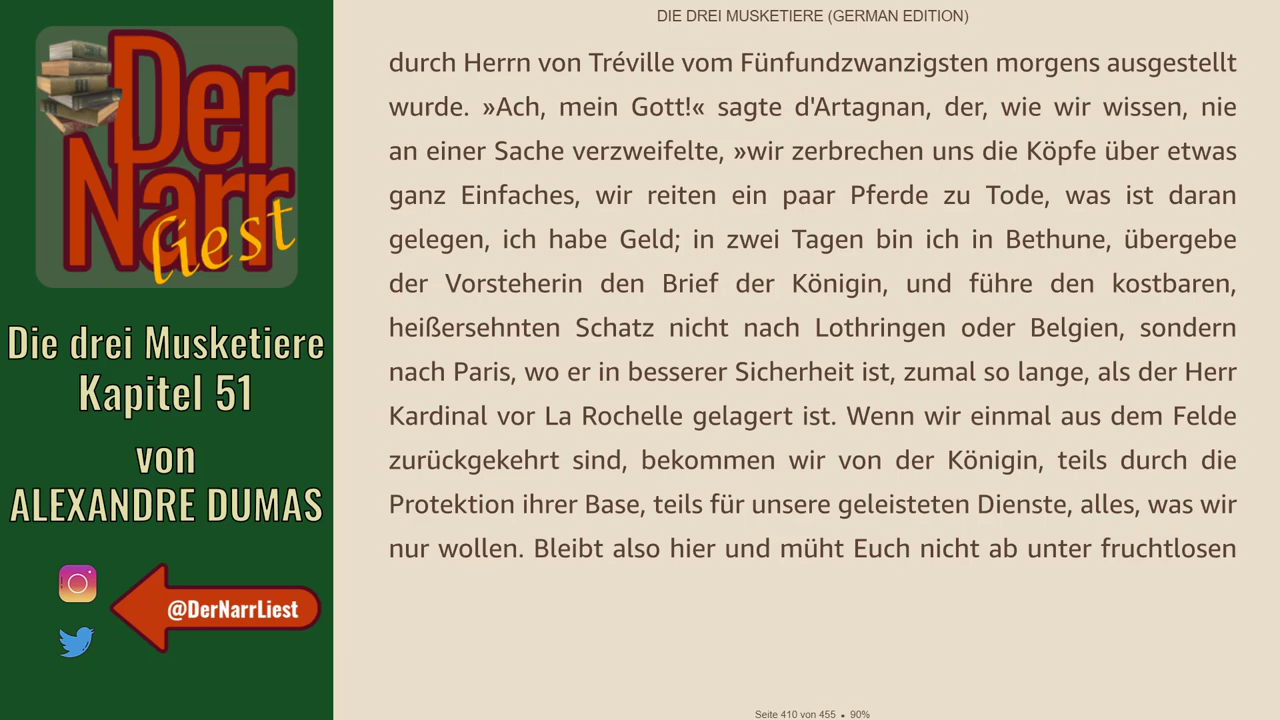 Der
Narr
liest
Die drei Musketiere
Kapitel 51
von
ALEXANDRE DUMAS
@DerNarrLiest
DIE DREI MUSKETIERE (GERMAN EDITION)
durch Herrn von Tréville vom Fünfundzwanzigsten morgens ausgestellt
wurde. »Ach, mein Gott!« sagte d'Artagnan, der, wie wir wissen, nie
an einer Sache verzweifelte, »wir zerbrechen uns die Köpfe über etwas
ganz Einfaches, wir reiten ein paar Pferde zu Tode, was ist daran
gelegen, ich habe Geld; in zwei Tagen bin ich in Bethune, übergebe
der Vorsteherin den Brief der Königin, und führe den kostbaren,
heißersehnten Schatz nicht nach Lothringen oder Belgien, sondern
nach Paris, wo er in besserer Sicherheit ist, zumal so lange, als der Herr
Kardinal vor La Rochelle gelagert ist. Wenn wir einmal aus dem Felde
zurückgekehrt sind, bekommen wir von der Königin, teils durch die
Protektion ihrer Base, teils für unsere geleisteten Dienste, alles, was wir
nur wollen. Bleibt also hier und müht Euch nicht ab unter fruchtlosen
Seite 410 von 455 • 90%